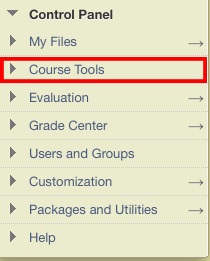 Control Panel
My Files →
Course Tools
Evaluation →
Grade Center →
Users and Groups
Customization →
Packages and Utilities →
Help